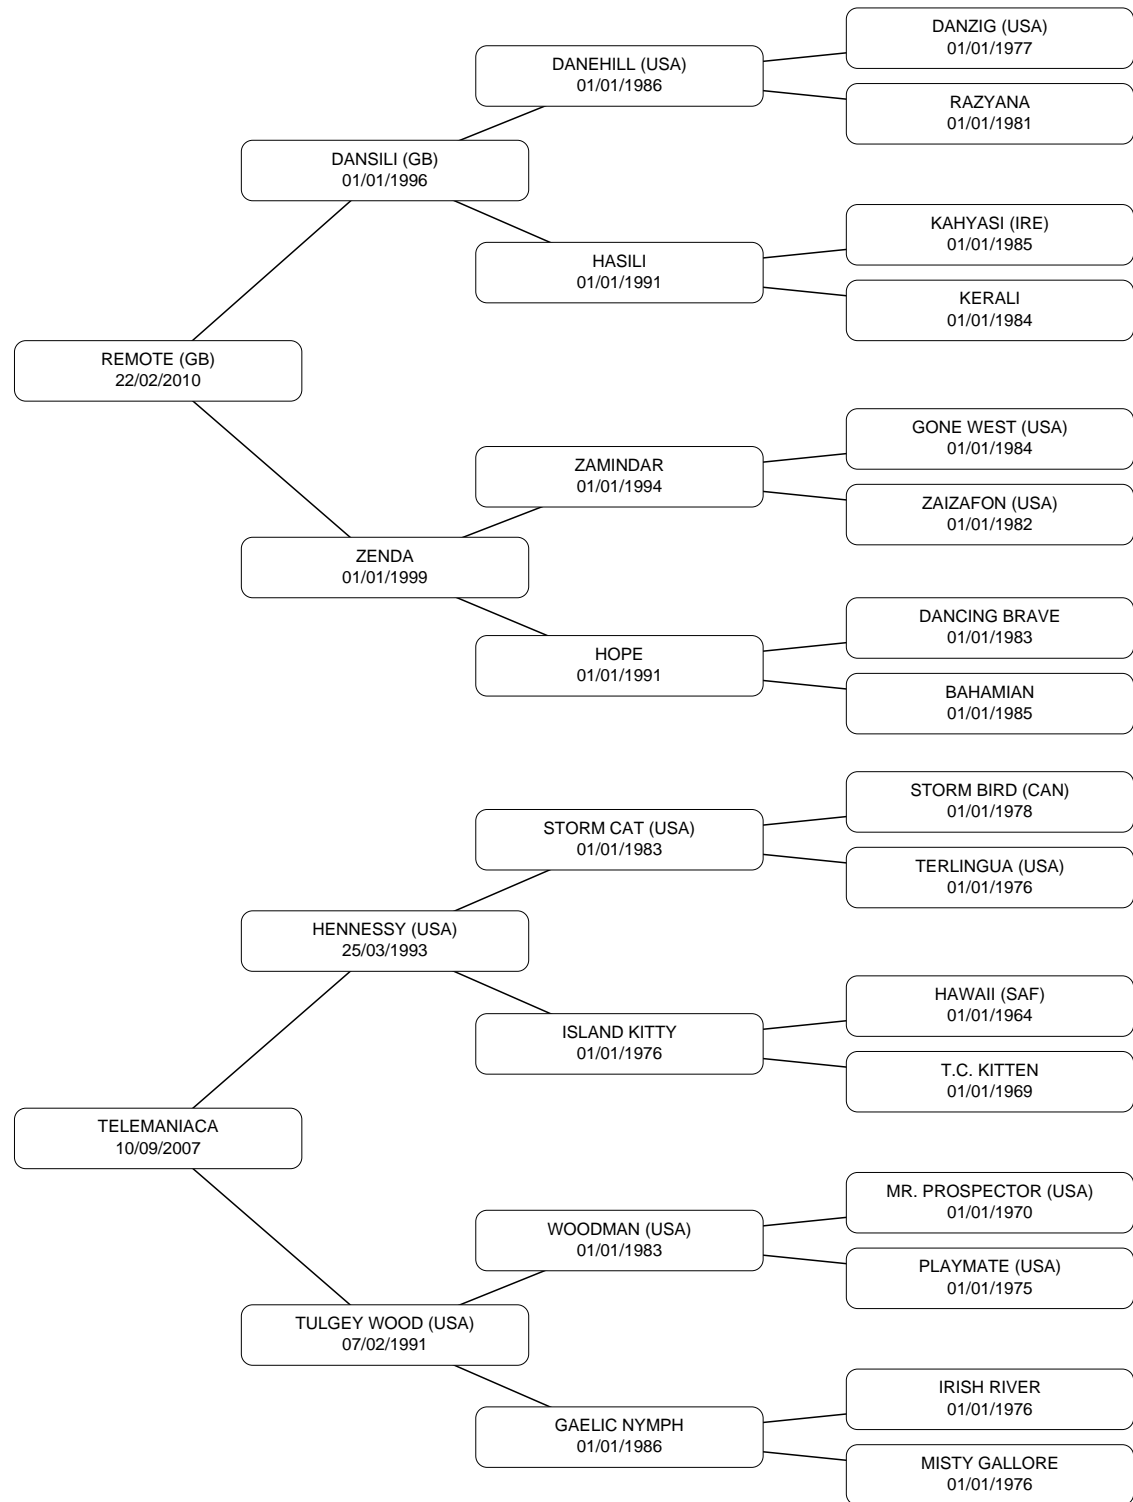 DANZIG (USA)
01/01/1977
DANEHILL (USA)
01/01/1986
RAZYANA
01/01/1981
DANSILI (GB)
01/01/1996
KAHYASI (IRE)
01/01/1985
HASILI
01/01/1991
KERALI
01/01/1984
REMOTE (GB)
22/02/2010
GONE WEST (USA)
01/01/1984
ZAMINDAR
01/01/1994
ZAIZAFON (USA)
01/01/1982
ZENDA
01/01/1999
DANCING BRAVE
01/01/1983
HOPE
01/01/1991
BAHAMIAN
01/01/1985
STORM BIRD (CAN)
01/01/1978
STORM CAT (USA)
01/01/1983
TERLINGUA (USA)
01/01/1976
HENNESSY (USA)
25/03/1993
HAWAII (SAF)
01/01/1964
ISLAND KITTY
01/01/1976
T.C. KITTEN
01/01/1969
TELEMANIACA
10/09/2007
MR. PROSPECTOR (USA)
01/01/1970
WOODMAN (USA)
01/01/1983
PLAYMATE (USA)
01/01/1975
TULGEY WOOD (USA)
07/02/1991
IRISH RIVER
01/01/1976
GAELIC NYMPH
01/01/1986
MISTY GALLORE
01/01/1976